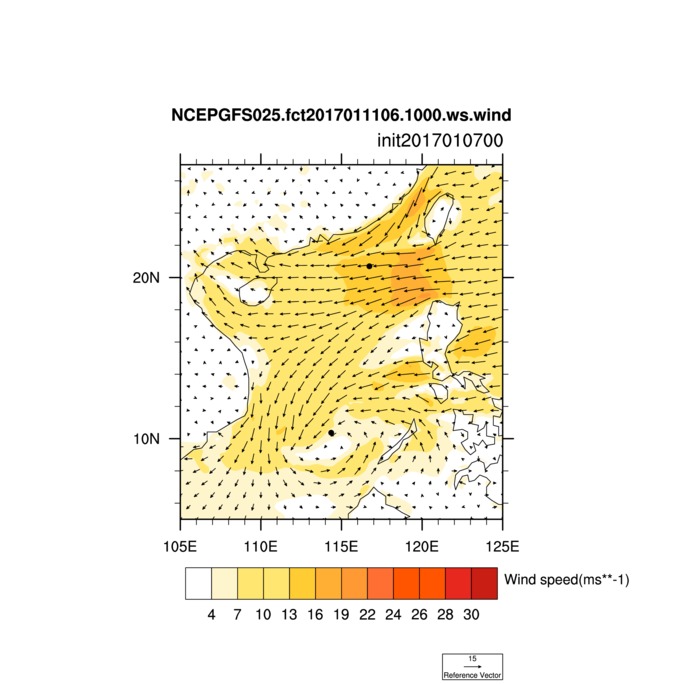 NCEPGFS025.fct2017011106.1000.ws.wind
init2017010700
20N
10N
105E 110E 115E 120E 125E
Wind speed(ms**-1)
4 7 10 13 16 19 22 24 26 28 30
15
Reference Vector